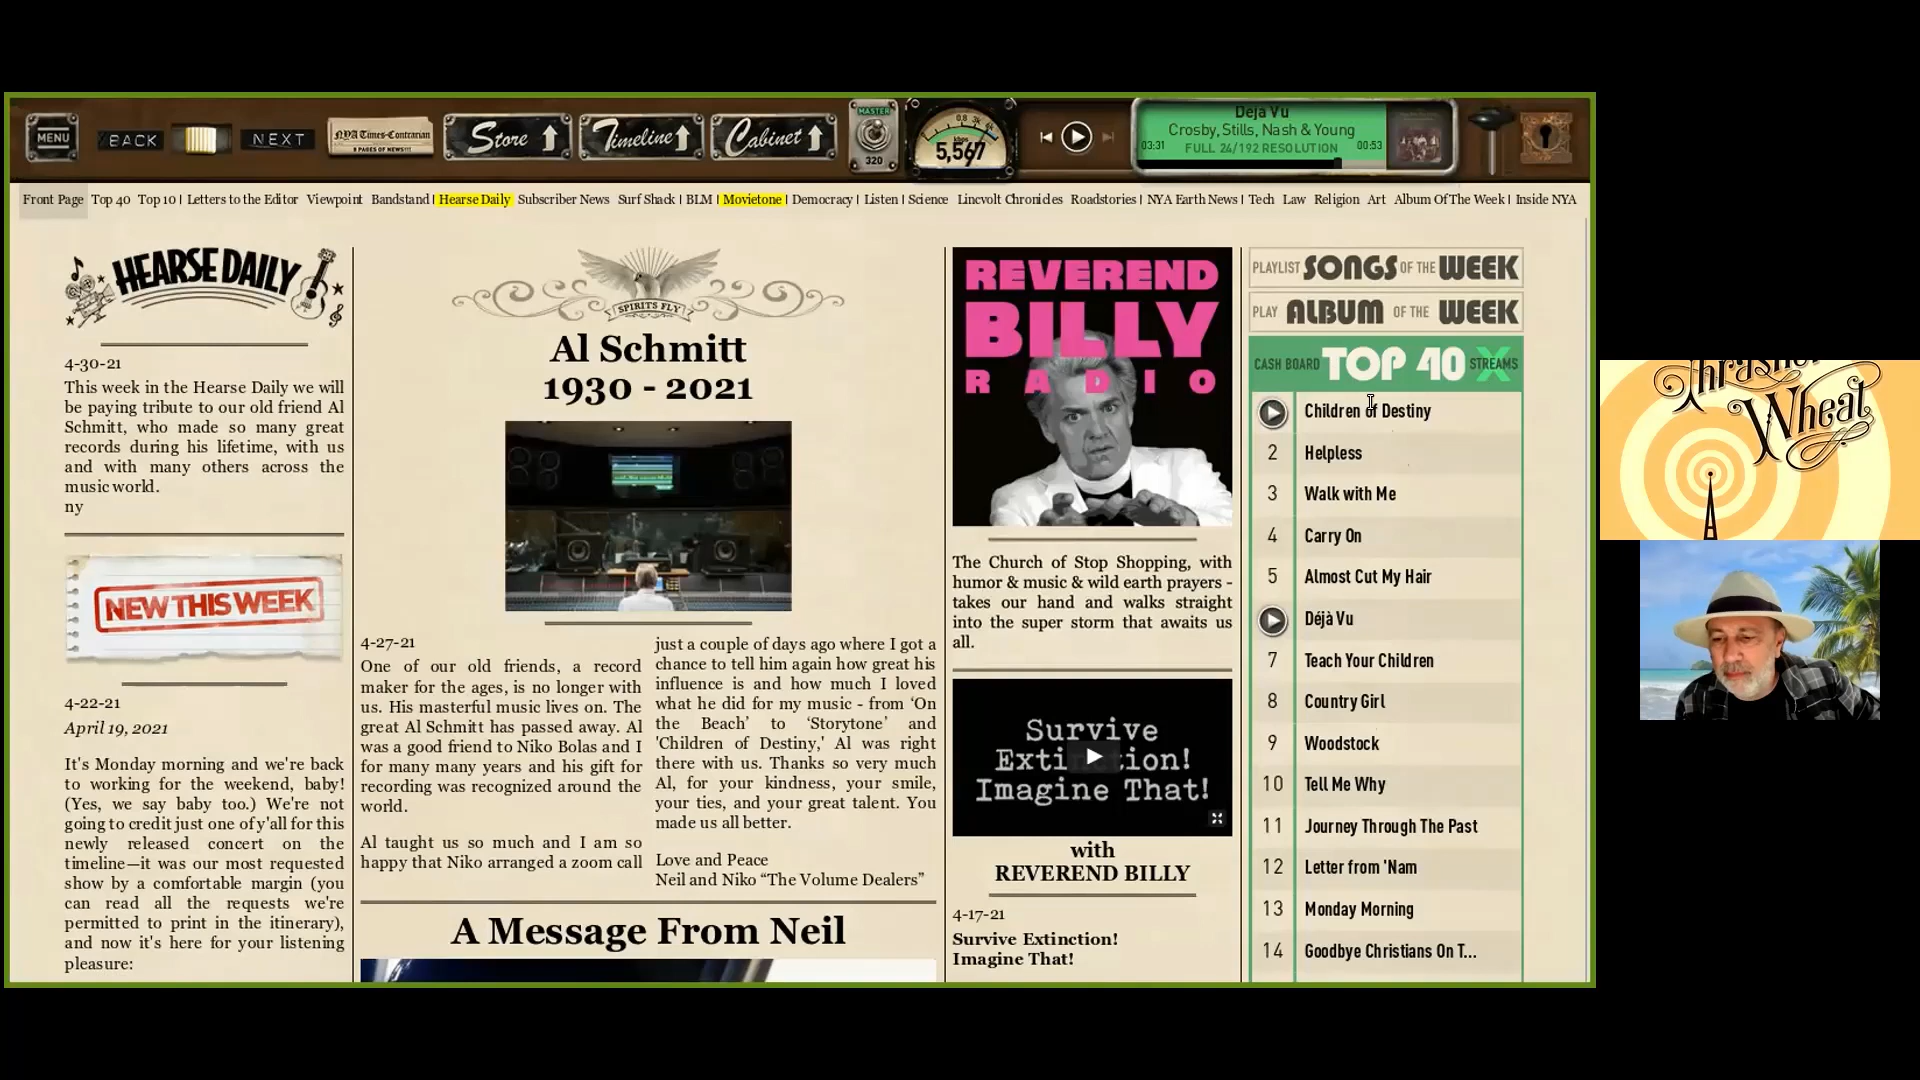 MENU
BACK
NEXT
NYA Times-Contrarian
8 PAGES OF NEWS!!!
Store
Timeline
Cabinet
MASTER
320
0.8 3k
kbps
5,567
Deja Vu
Crosby, Stills, Nash & Young
FULL 24/192 RESOLUTION
03:31
00:53
Front Page Top 40 Top 10 | Letters to the Editor Viewpoint Bandstand | Hearse Daily Subscriber News Surf Shack | BLM | Movietone | Democracy | Listen | Science Lincvolt Chronicles Roadstories | NYA Earth News | Tech Law Religion Art Album Of The Week | Inside NYA
HEARSE DAILY
4-30-21
This week in the Hearse Daily we will
be paying tribute to our old friend Al
Schmitt, who made so many great
records during his lifetime, with us
and with many others across the
music world.
ny
NEW THIS WEEK
4-22-21
April 19, 2021
It's Monday morning and we're back
to working for the weekend, baby!
(Yes, we say baby too.) We're not
going to credit just one of y'all for this
newly released concert on the
timeline—it was our most requested
show by a comfortable margin (you
can read all the requests we're
permitted to print in the itinerary),
and now it's here for your listening
pleasure:
SPIRITS FLY
Al Schmitt
1930 - 2021
4-27-21
One of our old friends, a record
maker for the ages, is no longer with
us. His masterful music lives on. The
great Al Schmitt has passed away. Al
was a good friend to Niko Bolas and I
for many many years and his gift for
recording was recognized around the
world.
Al taught us so much and I am so
happy that Niko arranged a zoom call
just a couple of days ago where I got a
chance to tell him again how great his
influence is and how much I loved
what he did for my music - from ‘On
the Beach’ to ‘Storytone’ and
'Children of Destiny,' Al was right
there with us. Thanks so very much
Al, for your kindness, your smile,
your ties, and your great talent. You
made us all better.
Love and Peace
Neil and Niko “The Volume Dealers”
A Message From Neil
REVEREND
BILLY
RADIO
The Church of Stop Shopping, with
humor & music & wild earth prayers -
takes our hand and walks straight
into the super storm that awaits us
all.
Survive
Extinction!
Imagine That!
with
REVEREND BILLY
4-17-21
Survive Extinction!
Imagine That!
PLAYLIST SONGS OF THE WEEK
PLAY ALBUM OF THE WEEK
CASH BOARD TOP 40 STREAMS
Children of Destiny
2 Helpless
3 Walk with Me
4 Carry On
5 Almost Cut My Hair
Déjà Vu
7 Teach Your Children
8 Country Girl
9 Woodstock
10 Tell Me Why
11 Journey Through The Past
12 Letter from 'Nam
13 Monday Morning
14 Goodbye Christians On T...
Wheat